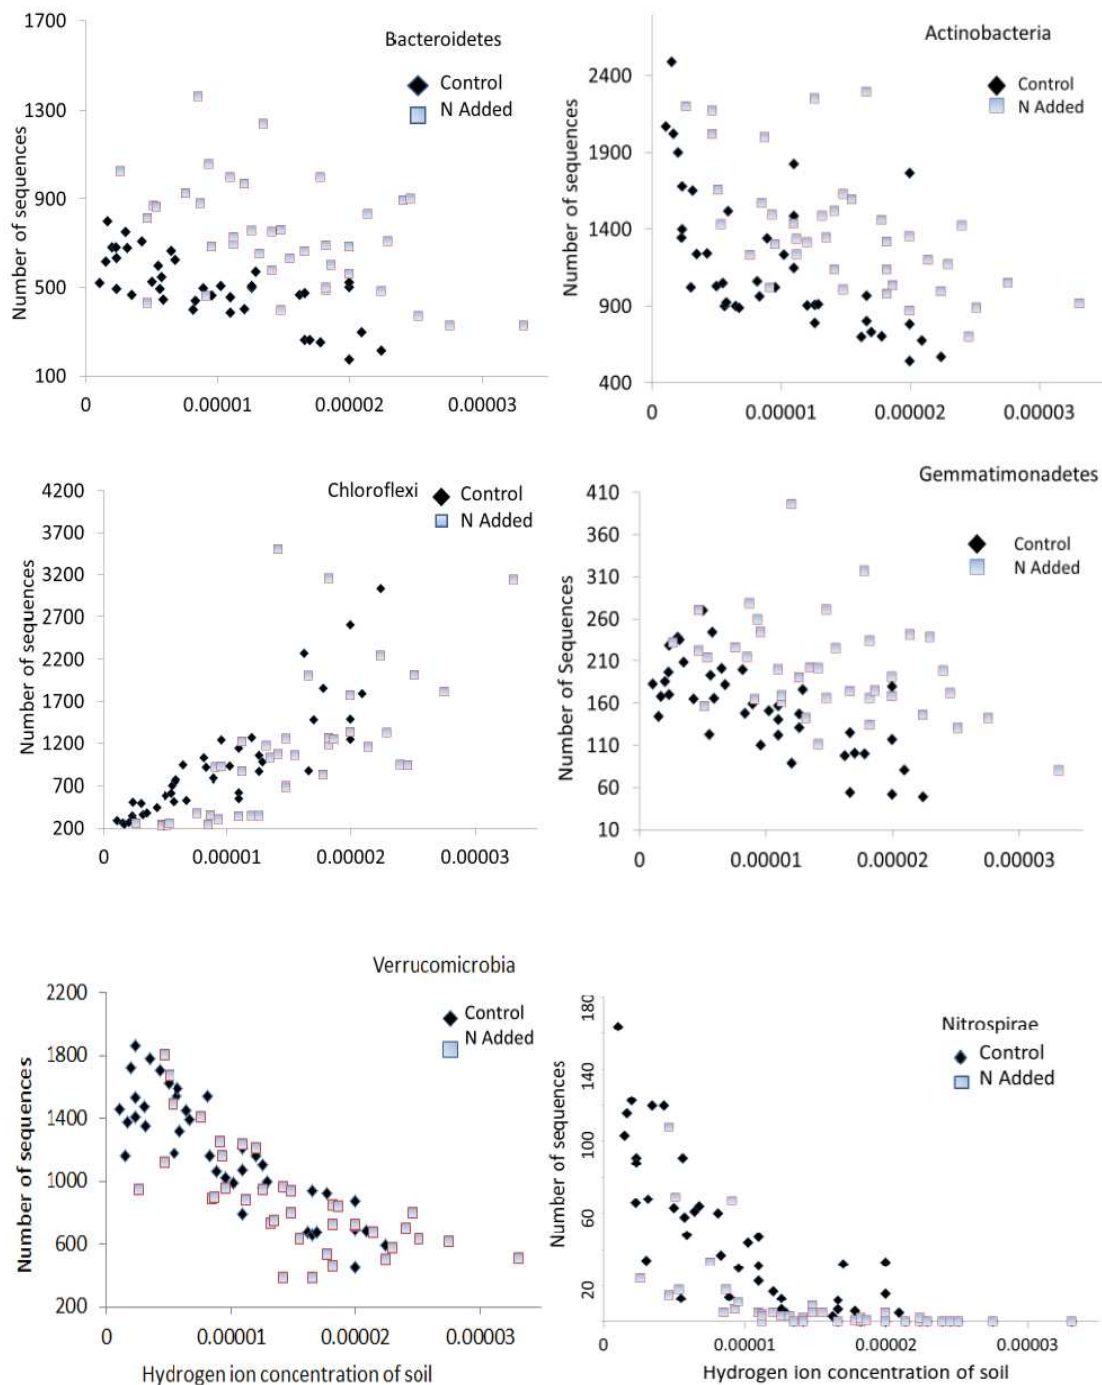 Bacteroidetes
Control
N Added
Number of sequences
1700
1300
900
500
100
0 0.00001 0.00002 0.00003
Actinobacteria
Control
N Added
Number of sequences
2400
1900
1400
900
400
0 0.00001 0.00002 0.00003
Chloroflexi
Control
N Added
Number of sequences
4200
3700
3200
2700
2200
1700
1200
700
200
0 0.00001 0.00002 0.00003
Gemmatimonadetes
Control
N Added
Number of Sequences
410
360
310
260
210
160
110
60
10
0 0.00001 0.00002 0.00003
Verrucomicrobia
Control
N Added
Number of sequences
2200
1800
1400
1000
600
200
0 0.00001 0.00002 0.00003
Hydrogen ion concentration of soil
Nitrospirae
Control
N Added
Number of sequences
180
140
100
60
20
0 0.00001 0.00002 0.00003
Hydrogen ion concentration of soil